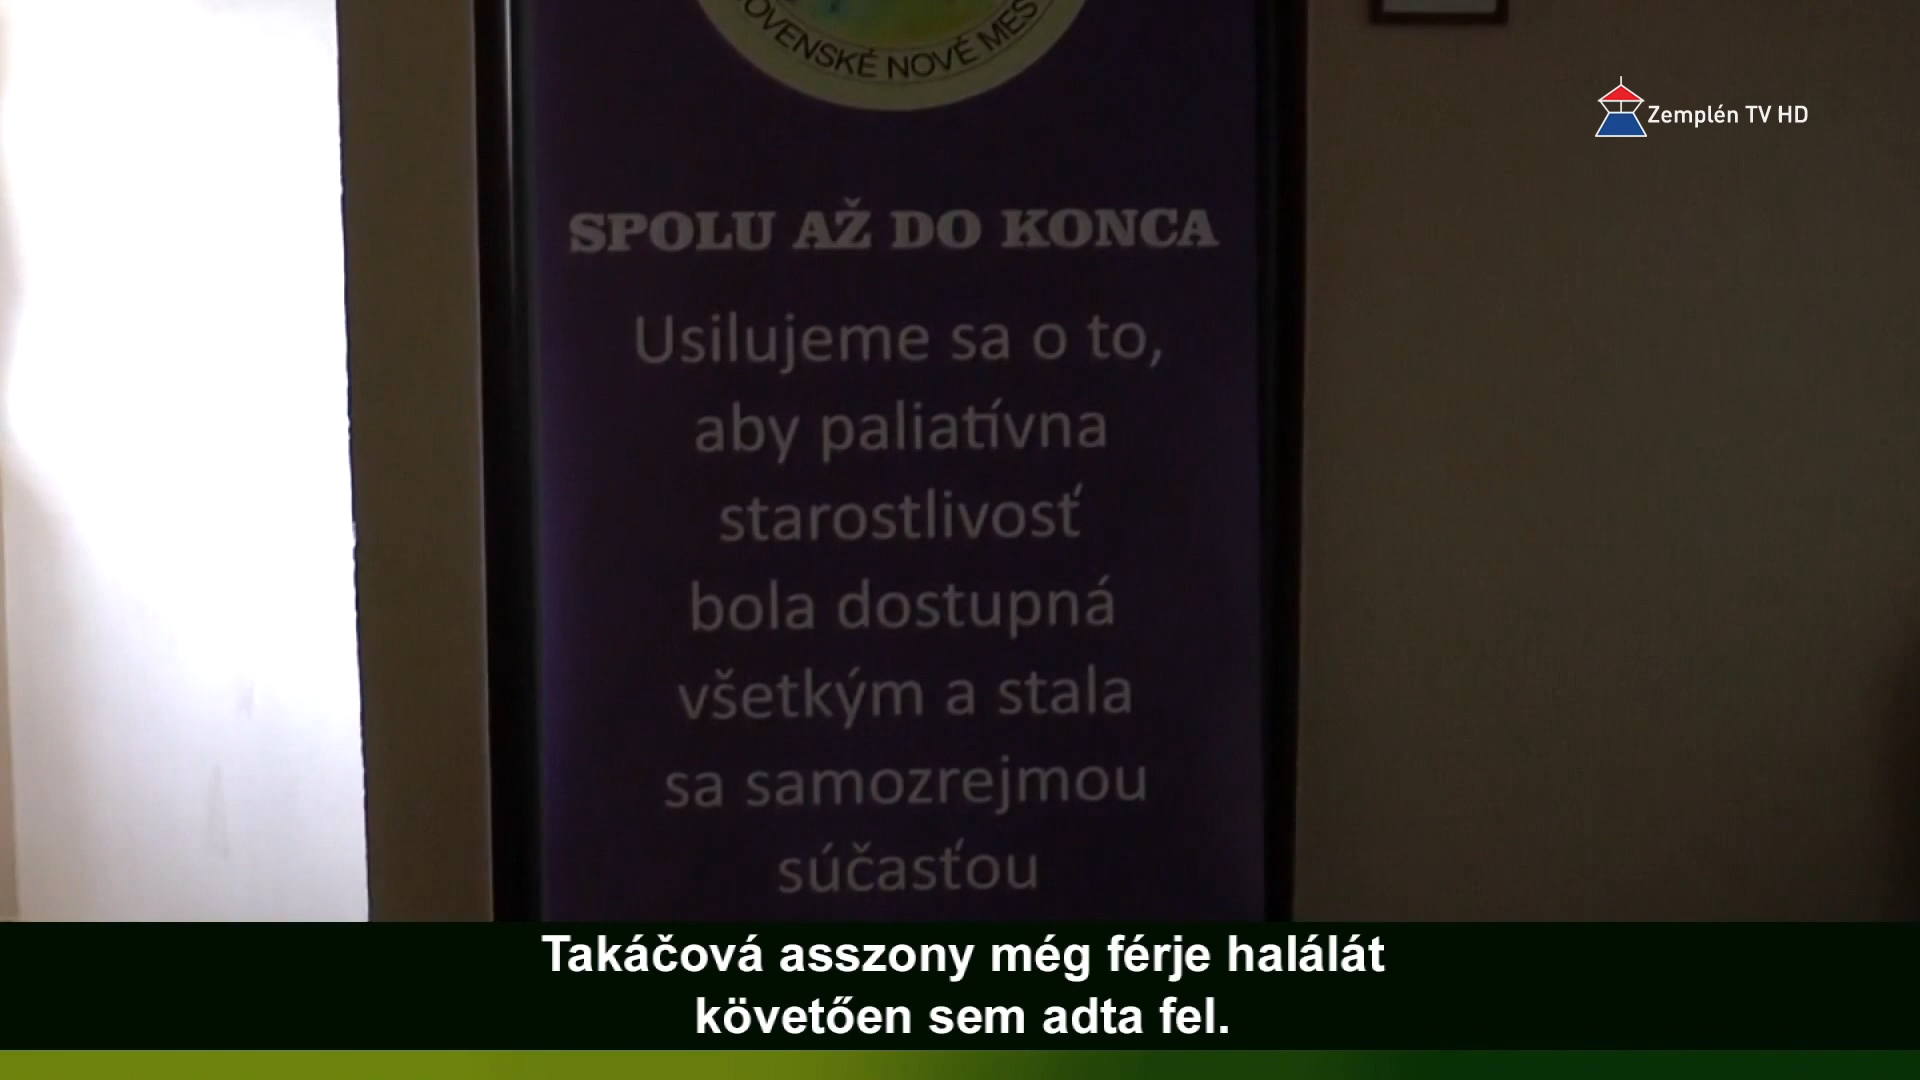 OVENSKÉ NOVÉ MES
Zemplén TV HD
SPOLU AŽ DO KONCA
Usilujeme sa o to,
aby paliatívna
starostlivosť
bola dostupná
všetkým a stala
sa samozrejmou
súčasťou
Takáčová asszony még férje halálát
követően sem adta fel.